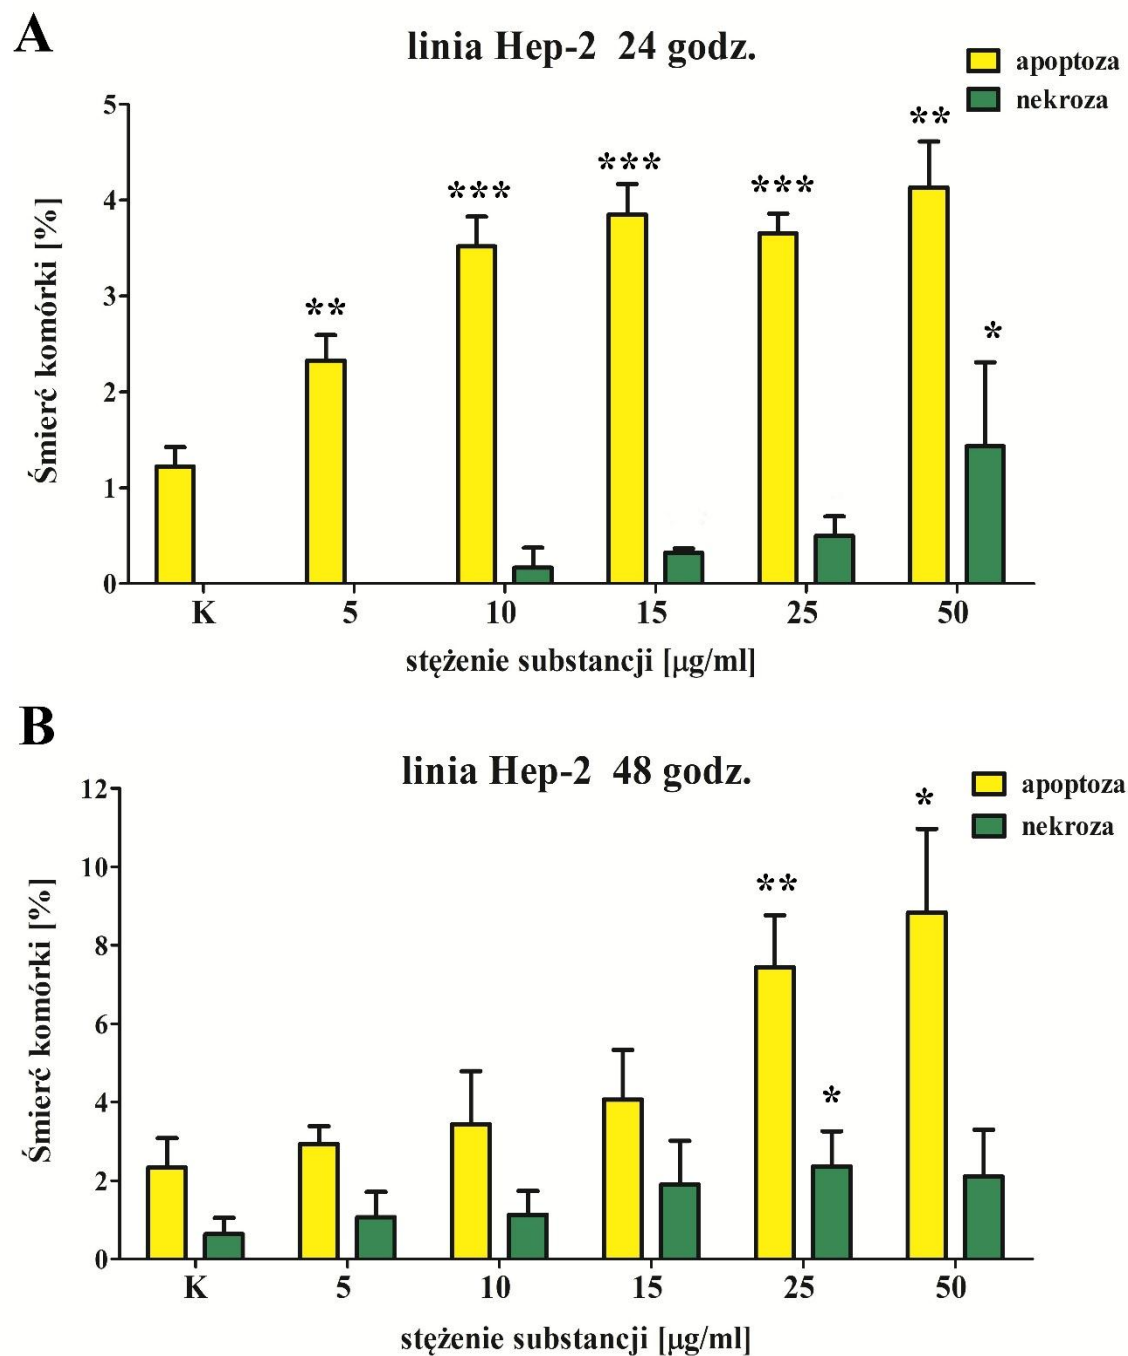 A
linia Hep-2 24 godz.
apoptoza
nekroza
Śmierć komórki [%]
5
4
3
2
1
0
**
***
***
***
**
*
K 5 10 15 25 50
stężenie substancji [μg/ml]
B
linia Hep-2 48 godz.
apoptoza
nekroza
Śmierć komórki [%]
12
10
8
6
4
2
0
**
*
*
K 5 10 15 25 50
stężenie substancji [μg/ml]